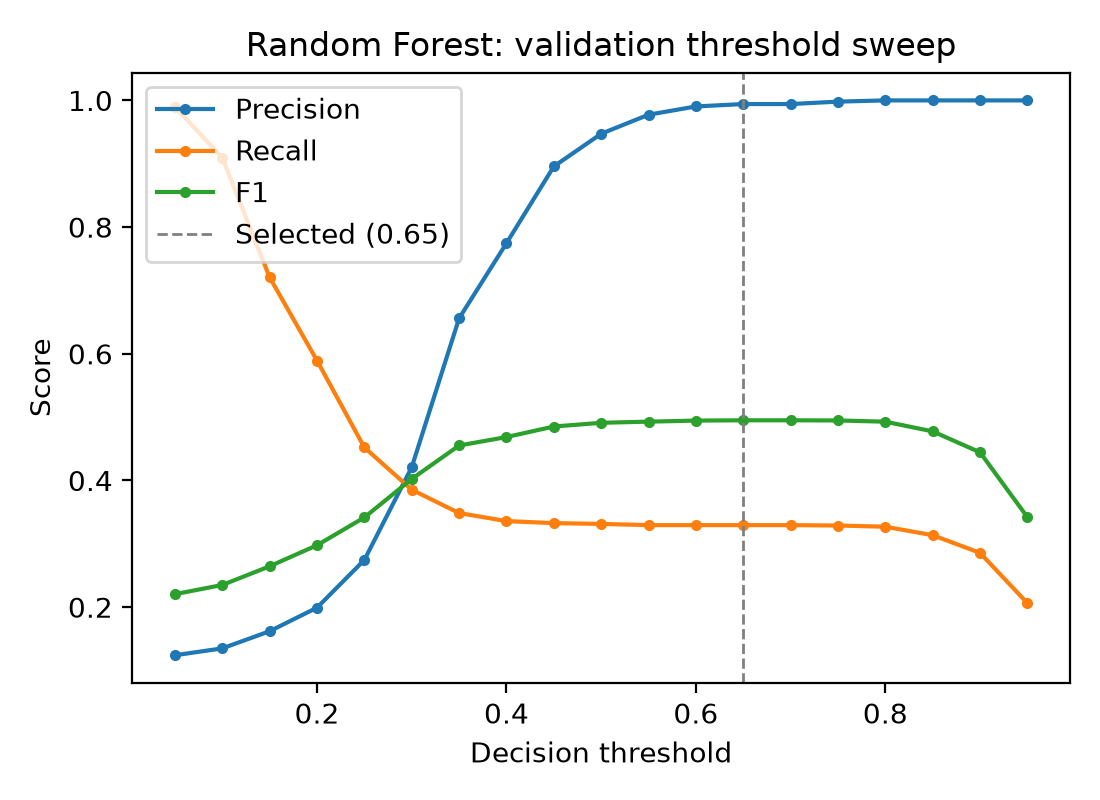 Random Forest: validation threshold sweep
Precision
Recall
F1
Selected (0.65)
1.0
0.8
0.6
0.4
0.2
Score
0.2 0.4 0.6 0.8
Decision threshold